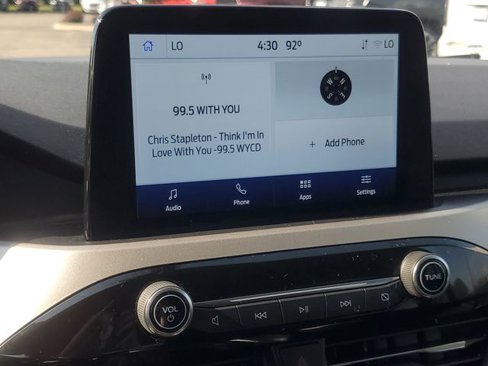 LO 4:30 92° LO
99.5 WITH YOU
Chris Stapleton - Think I'm In
Love With You -99.5 WYCD
N
W
E
S
+ Add Phone
Audio
Phone
Apps
Settings
VOL
TUNE